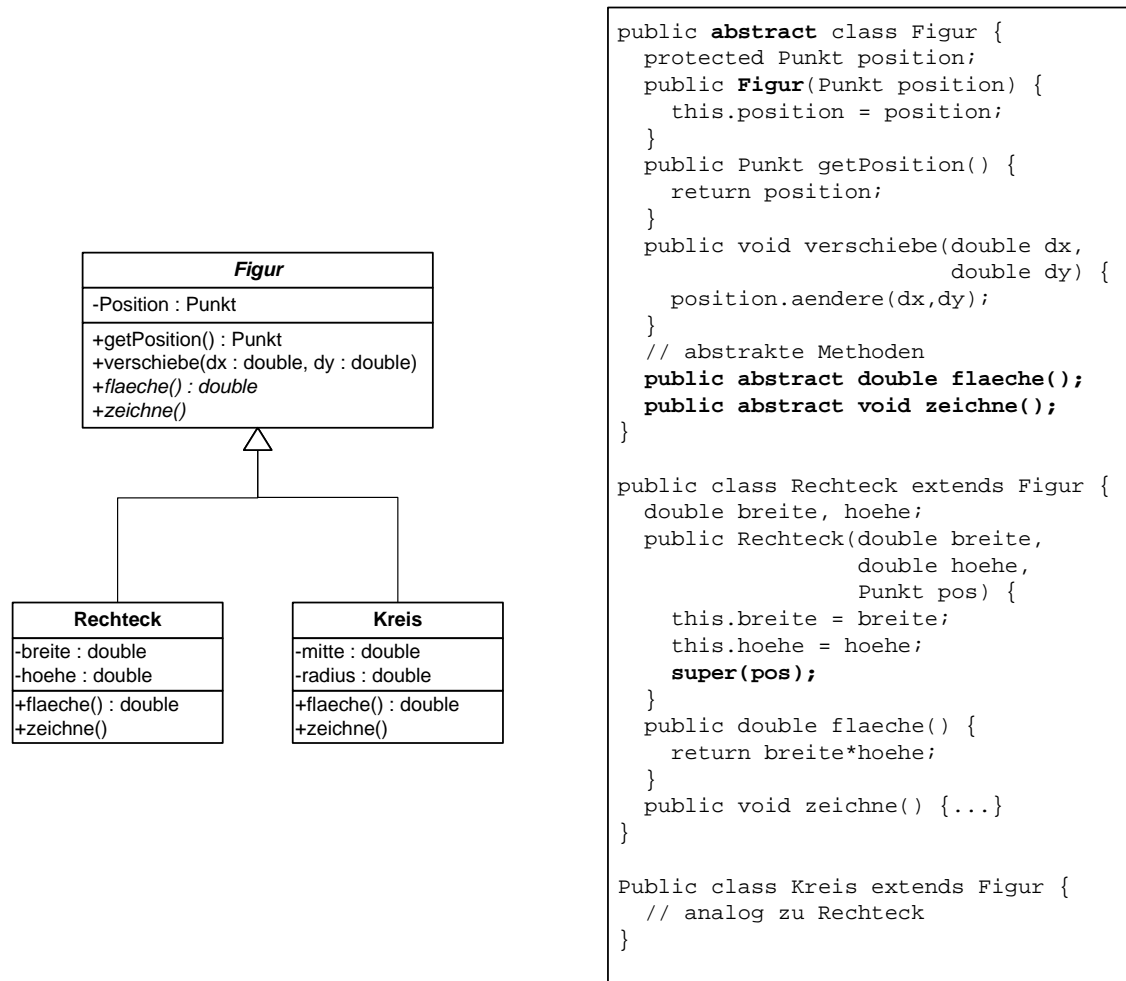 Figur
-Position : Punkt
+getPosition() : Punkt
+verschiebe(dx : double, dy : double)
+flaeche() : double
+zeichne()
Rechteck
-breite : double
-hoehe : double
+flaeche() : double
+zeichne()
Kreis
-mitte : double
-radius : double
+flaeche() : double
+zeichne()
public abstract class Figur {
  protected Punkt position;
  public Figur(Punkt position) {
    this.position = position;
  }
  public Punkt getPosition() {
    return position;
  }
  public void verschiebe(double dx,
                         double dy) {
    position.aendere(dx,dy);
  }
  // abstrakte Methoden
  public abstract double flaeche();
  public abstract void zeichne();
}

public class Rechteck extends Figur {
  double breite, hoehe;
  public Rechteck(double breite,
                  double hoehe,
                  Punkt pos) {
    this.breite = breite;
    this.hoehe = hoehe;
    super(pos);
  }
  public double flaeche() {
    return breite*hoehe;
  }
  public void zeichne() {...}
}

Public class Kreis extends Figur {
  // analog zu Rechteck
}